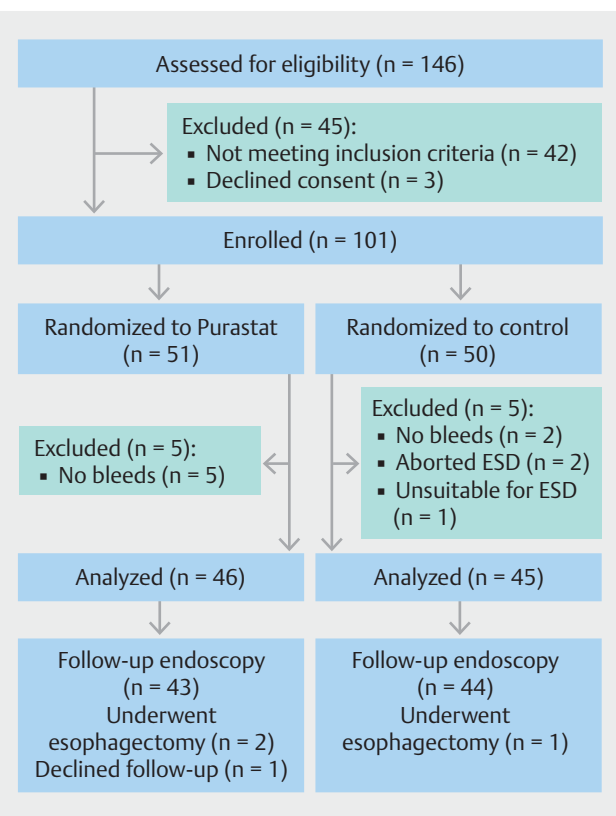 Assessed for eligibility (n = 146)
Excluded (n = 45):
▪ Not meeting inclusion criteria (n = 42)
▪ Declined consent (n = 3)
Enrolled (n = 101)
Randomized to Purastat
(n = 51)
Randomized to control
(n = 50)
Excluded (n = 5):
▪ No bleeds (n = 5)
Excluded (n = 5):
▪ No bleeds (n = 2)
▪ Aborted ESD (n = 2)
▪ Unsuitable for ESD
(n = 1)
Analyzed (n = 46)
Analyzed (n = 45)
Follow-up endoscopy
(n = 43)
Underwent
esophagectomy (n = 2)
Declined follow-up (n = 1)
Follow-up endoscopy
(n = 44)
Underwent
esophagectomy (n = 1)